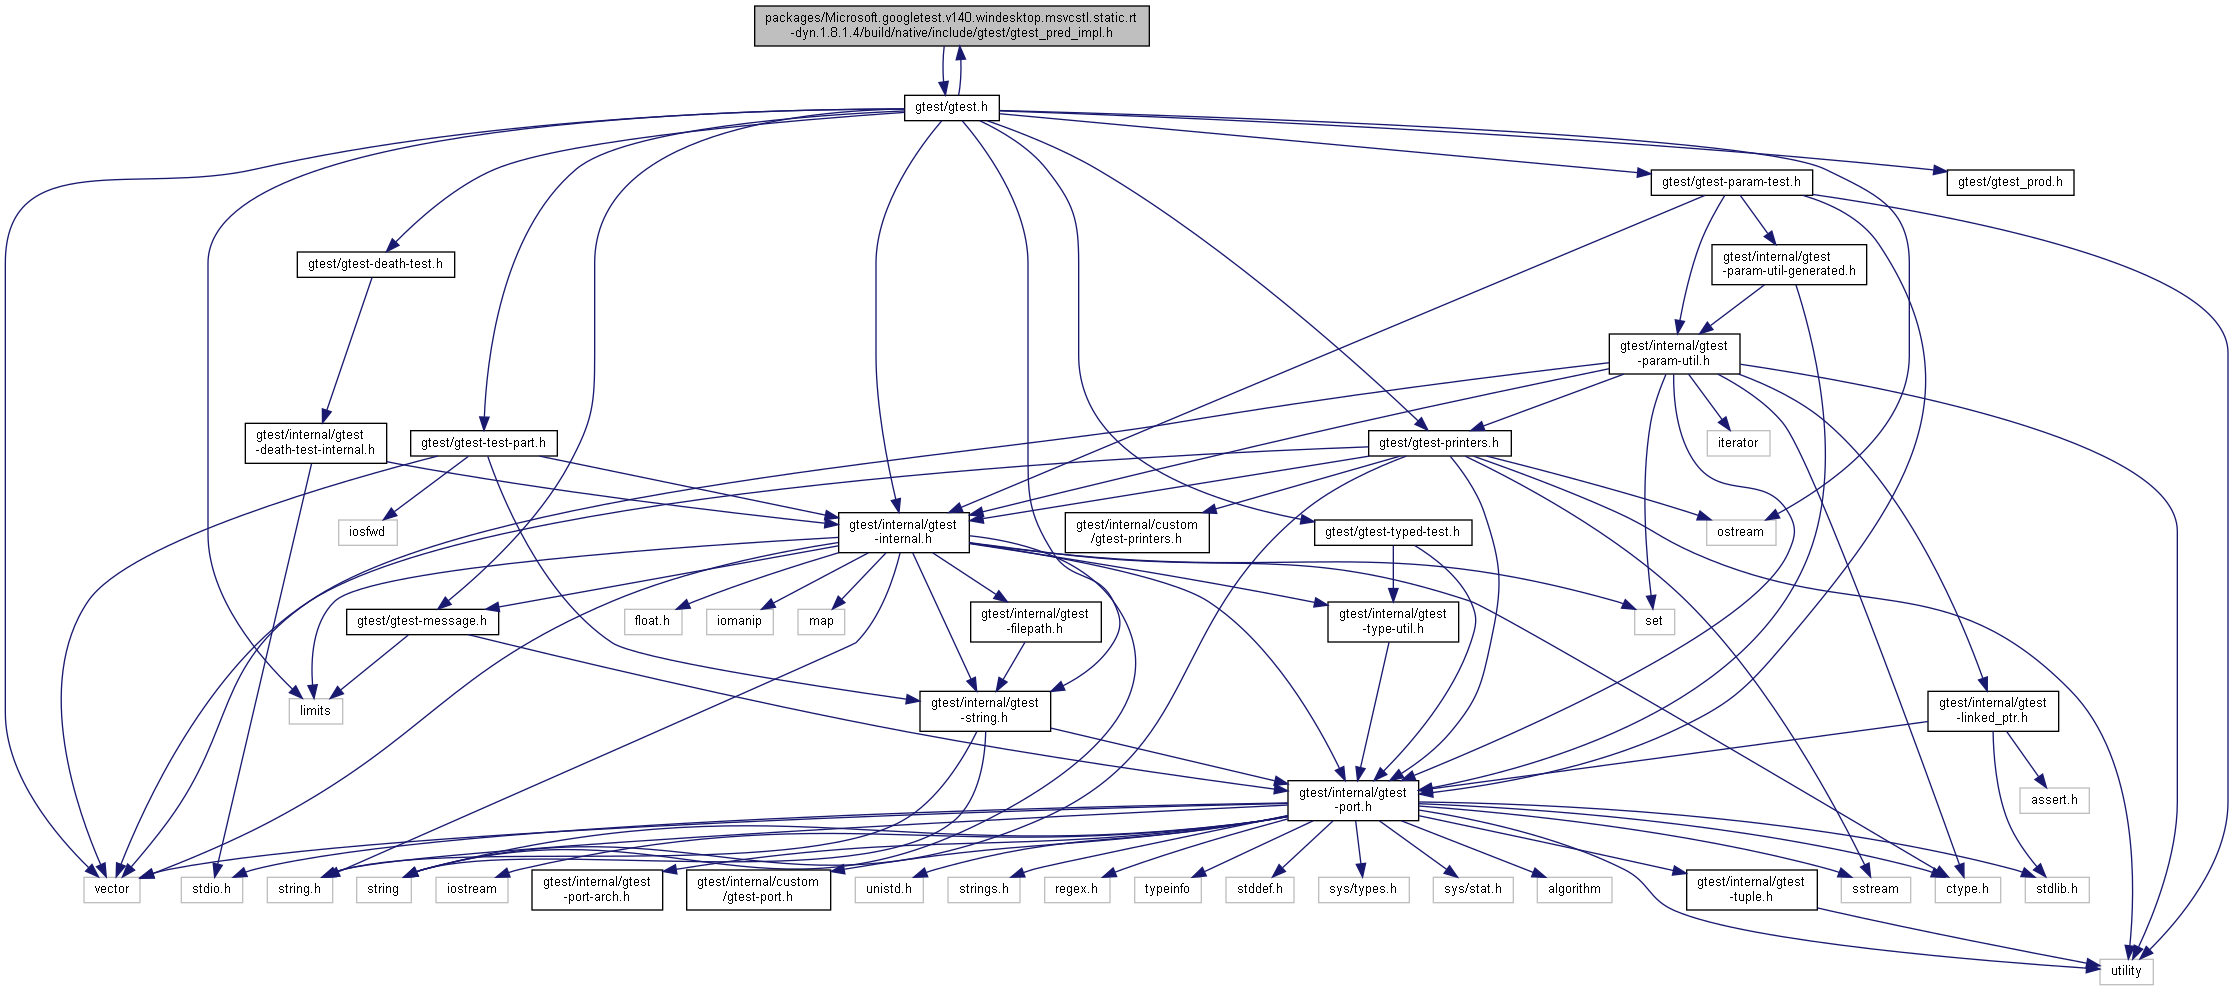 packages/Microsoft.googletest.v140.windesktop.msvcstl.static.rt
-dyn.1.8.1.4/build/native/include/gtest/gtest_pred_impl.h
gtest/gtest.h
gtest/gtest-param-test.h
gtest/gtest_prod.h
gtest/gtest-death-test.h
gtest/internal/gtest
-param-util-generated.h
gtest/internal/gtest
-param-util.h
gtest/internal/gtest
-death-test-internal.h
gtest/gtest-test-part.h
gtest/gtest-printers.h
iterator
iosfwd
gtest/internal/gtest
-internal.h
gtest/internal/custom
/gtest-printers.h
gtest/gtest-typed-test.h
ostream
gtest/gtest-message.h
float.h
iomanip
map
gtest/internal/gtest
-filepath.h
gtest/internal/gtest
-type-util.h
set
limits
gtest/internal/gtest
-string.h
gtest/internal/gtest
-linked_ptr.h
gtest/internal/gtest
-port.h
assert.h
vector
stdio.h
string.h
string
iostream
gtest/internal/gtest
-port-arch.h
gtest/internal/custom
/gtest-port.h
unistd.h
strings.h
regex.h
typeinfo
stddef.h
sys/types.h
sys/stat.h
algorithm
gtest/internal/gtest
-tuple.h
sstream
ctype.h
stdlib.h
utility